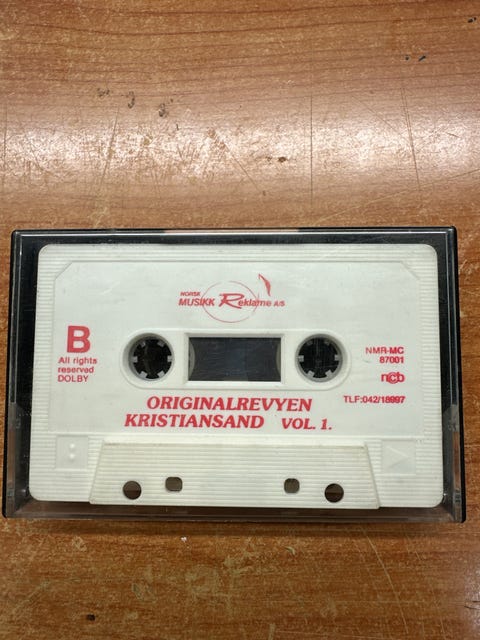 NORSK
MUSIKK Reklame A/S
B
All rights
reserved
DOLBY
NMR-MC
87001
ncb
TLF:042/18997
ORIGINALREVYEN
KRISTIANSAND VOL. 1.